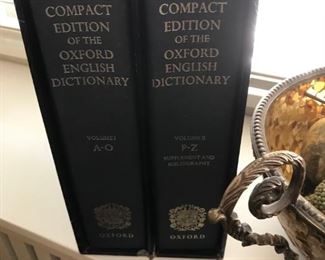 COMPACT
EDITION
OF THE
OXFORD
ENGLISH
DICTIONARY
VOLUME I
A-O
OXFORD
COMPACT
EDITION
OF THE
OXFORD
ENGLISH
DICTIONARY
VOLUME II
P-Z
SUPPLEMENT AND
BIBLIOGRAPHY
OXFORD